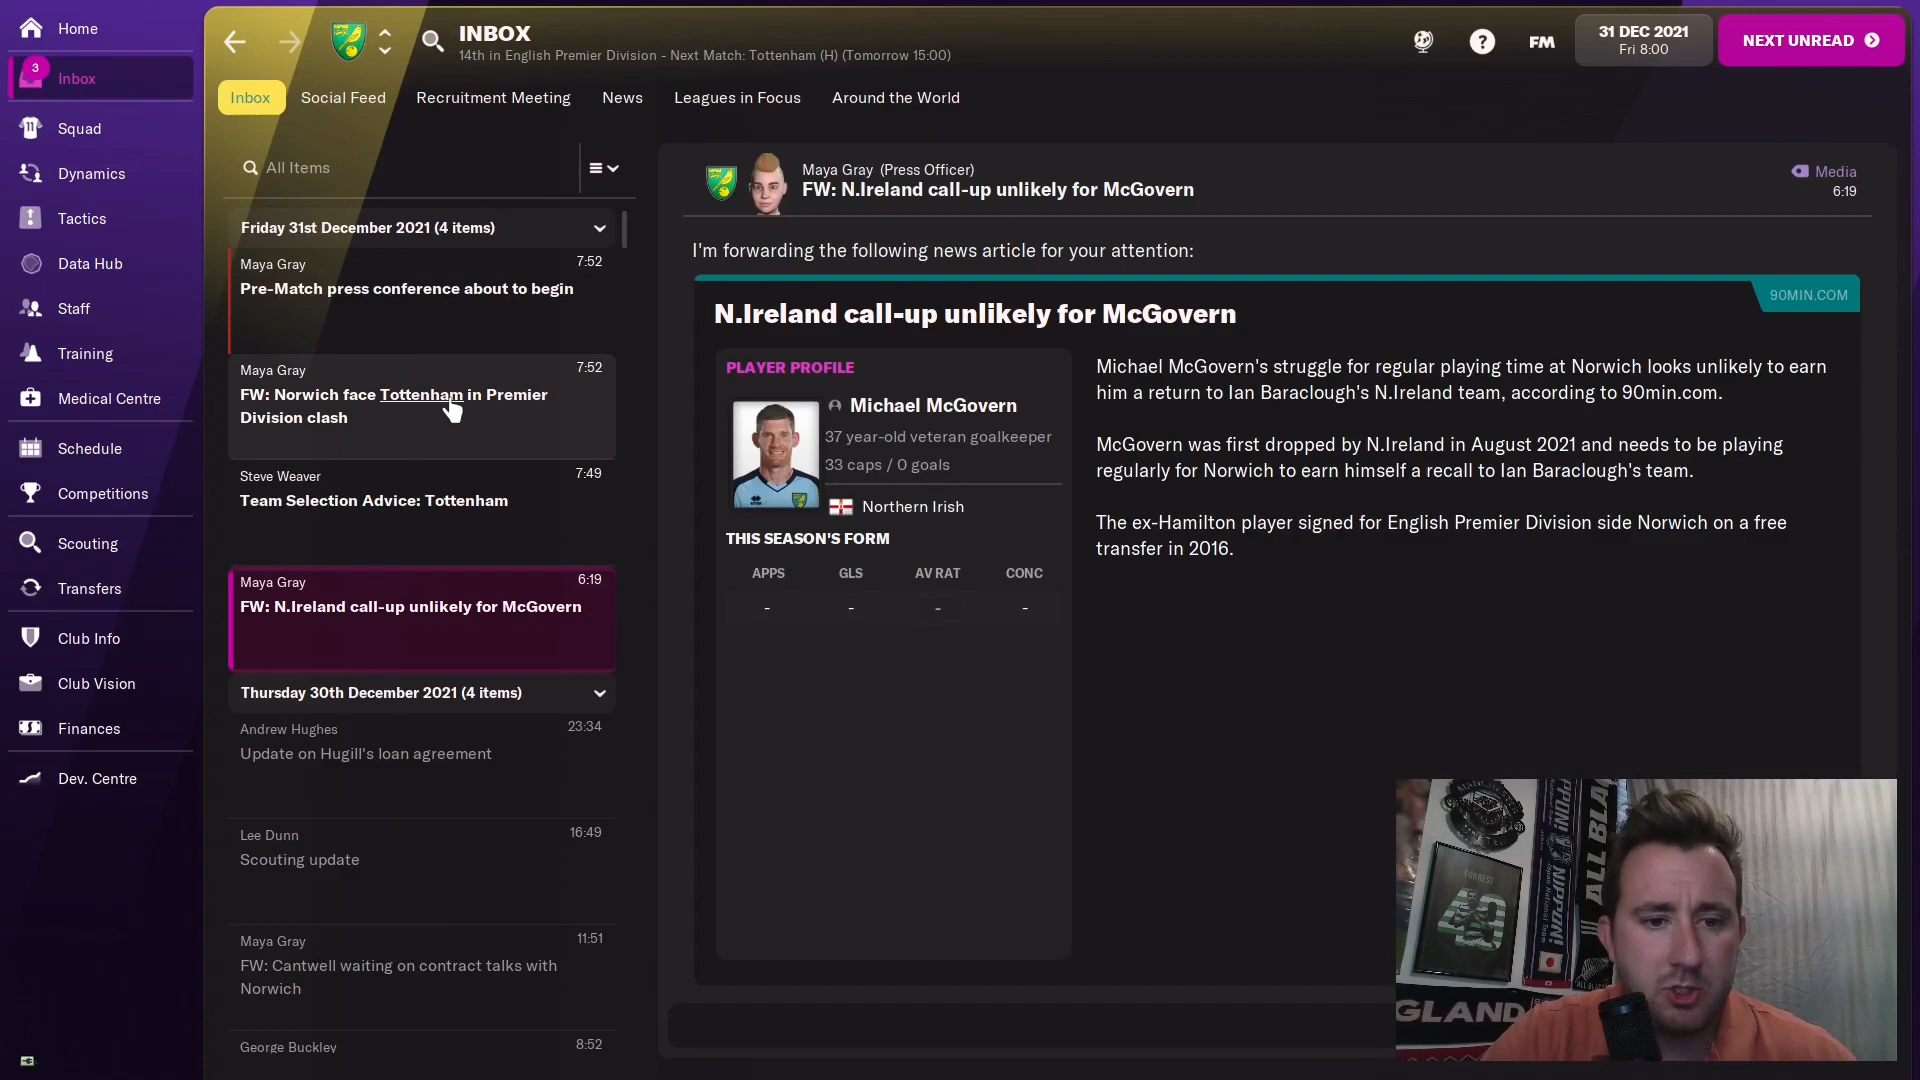 Home
3
Inbox
Squad
Dynamics
Tactics
Data Hub
Staff
Training
Medical Centre
Schedule
Competitions
Scouting
Transfers
Club Info
Club Vision
Finances
Dev. Centre
INBOX
14th in English Premier Division - Next Match: Tottenham (H) (Tomorrow 15:00)
?
FM
31 DEC 2021
Fri 8:00
NEXT UNREAD
Inbox
Social Feed
Recruitment Meeting
News
Leagues in Focus
Around the World
All Items
Friday 31st December 2021 (4 items)
Maya Gray 7:52
Pre-Match press conference about to begin
Maya Gray 7:52
FW: Norwich face Tottenham in Premier
Division clash
Steve Weaver 7:49
Team Selection Advice: Tottenham
Maya Gray 6:19
FW: N.Ireland call-up unlikely for McGovern
Thursday 30th December 2021 (4 items)
Andrew Hughes 23:34
Update on Hugill's loan agreement
Lee Dunn 16:49
Scouting update
Maya Gray 11:51
FW: Cantwell waiting on contract talks with
Norwich
George Buckley 8:52
Maya Gray (Press Officer)
FW: N.Ireland call-up unlikely for McGovern
Media
6:19
I'm forwarding the following news article for your attention:
90MIN.COM
N.Ireland call-up unlikely for McGovern
PLAYER PROFILE
Michael McGovern
37 year-old veteran goalkeeper
33 caps / 0 goals
Northern Irish
THIS SEASON'S FORM
APPS GLS AV RAT CONC
- - - -
Michael McGovern's struggle for regular playing time at Norwich looks unlikely to earn
him a return to Ian Baraclough's N.Ireland team, according to 90min.com.
McGovern was first dropped by N.Ireland in August 2021 and needs to be playing
regularly for Norwich to earn himself a recall to Ian Baraclough's team.
The ex-Hamilton player signed for English Premier Division side Norwich on a free
transfer in 2016.
FORREST
49
NIPPON!
NIPPON!
ALL BLA
GLAND